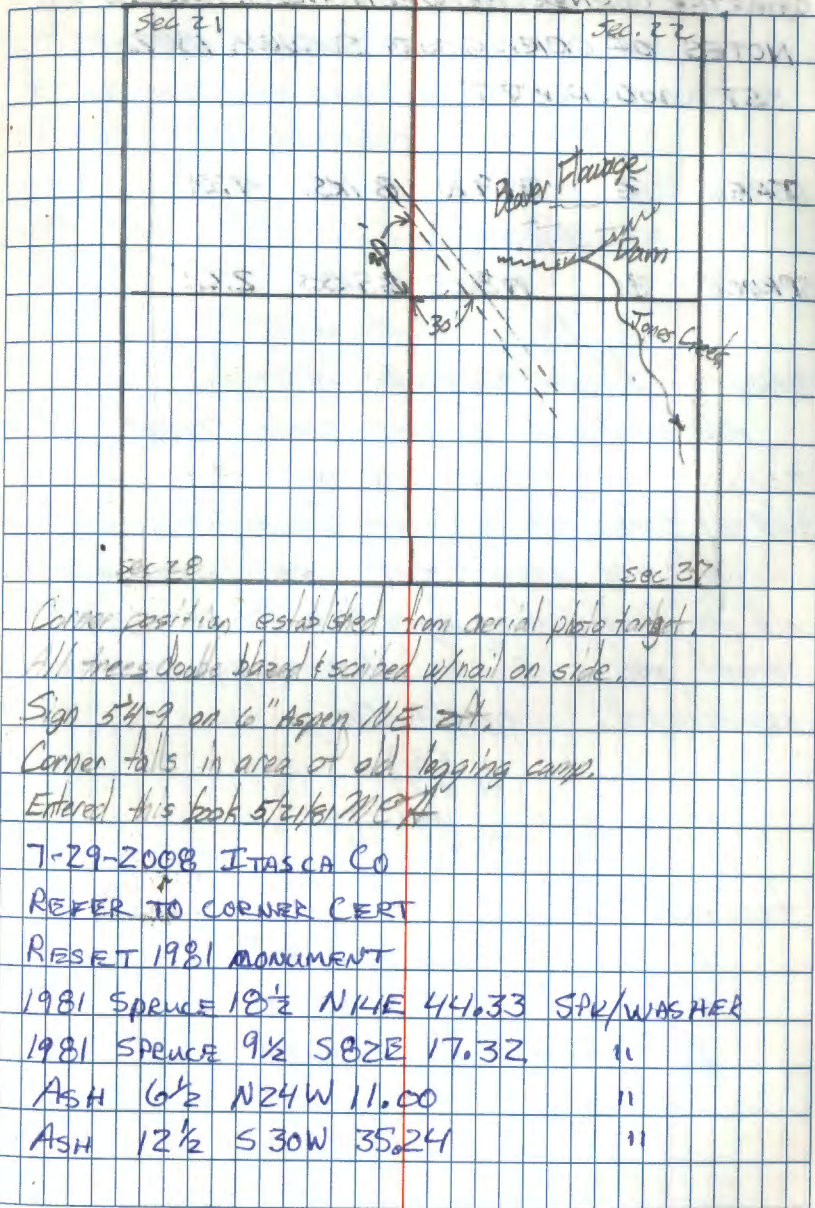 Sec 21 Sec. 22
Beaver Flowage
Dam
30'
30'
Jones Creek
Sec 28 Sec 27
Corner position established from aerial photo target.
All trees double blazed & scribed w/nail on side.
Sign 54-9 on 6" Aspen NE 2ft.
Corner falls in area of old logging camp.
Entered this book 5/21/81
7-29-2008 ITASCA CO
REFER TO CORNER CERT
RESET 1981 MONUMENT
1981 SPRUCE 18½ N14E 44.33 SPK/WASHER
1981 SPRUCE 9½ S82E 17.32 "
ASH 6½ N24W 11.00 "
ASH 12½ S30W 35.24 "